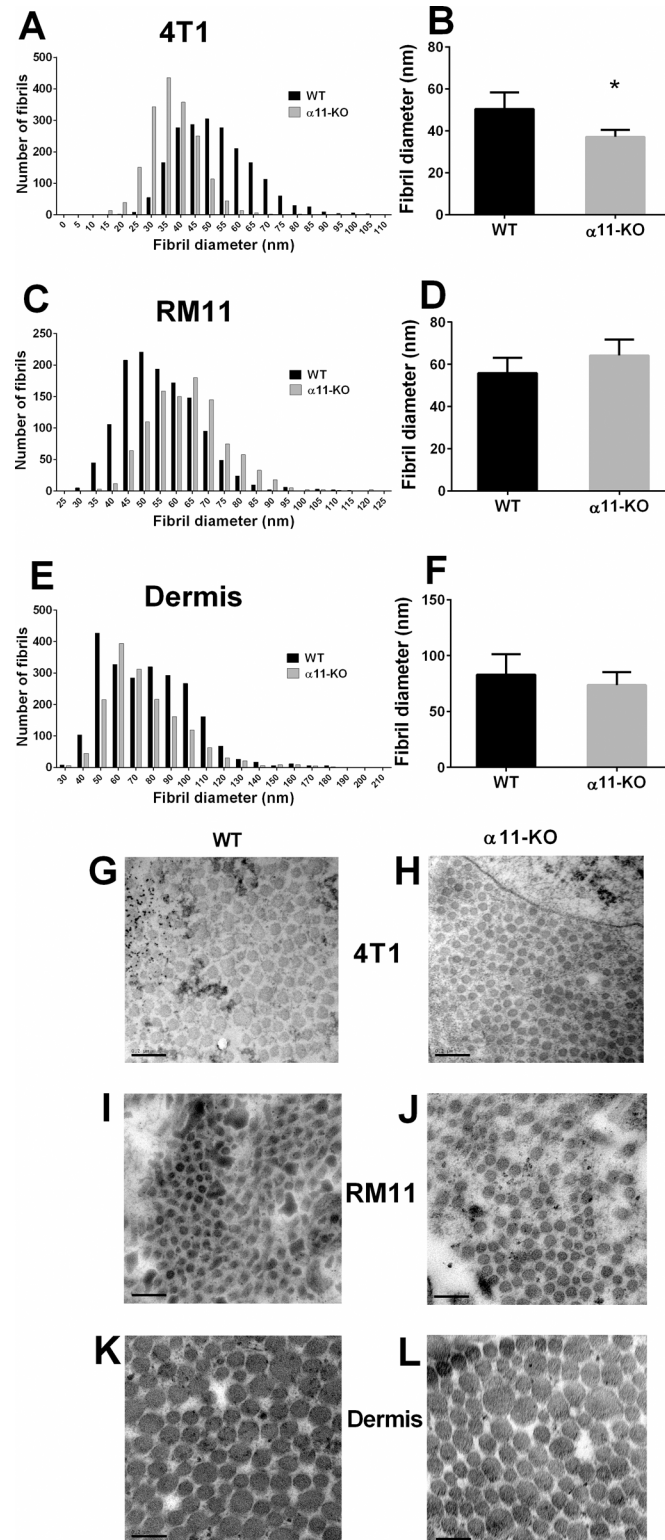 A
4T1
500
400
300
200
100
0
Number of fibrils
WT
α11-KO
0 5 10 15 20 25 30 35 40 45 50 55 60 65 70 75 80 85 90 95 100 105 110
Fibril diameter (nm)
B
80
60
40
20
0
Fibril diameter (nm)
*
WT α11-KO
C
RM11
250
200
150
100
50
0
Number of fibrils
WT
α11-KO
25 30 35 40 45 50 55 60 65 70 75 80 85 90 95 100 105 110 115 120 125
Fibril diameter (nm)
D
80
60
40
20
0
Fibril diameter (nm)
WT α11-KO
E
Dermis
500
400
300
200
100
0
Number of fibrils
WT
α11-KO
30 40 50 60 70 80 90 100 110 120 130 140 150 160 170 180 190 200 210
Fibril diameter (nm)
F
150
100
50
0
Fibril diameter (nm)
WT α11-KO
WT α11-KO
G H
4T1
I J
RM11
K L
Dermis